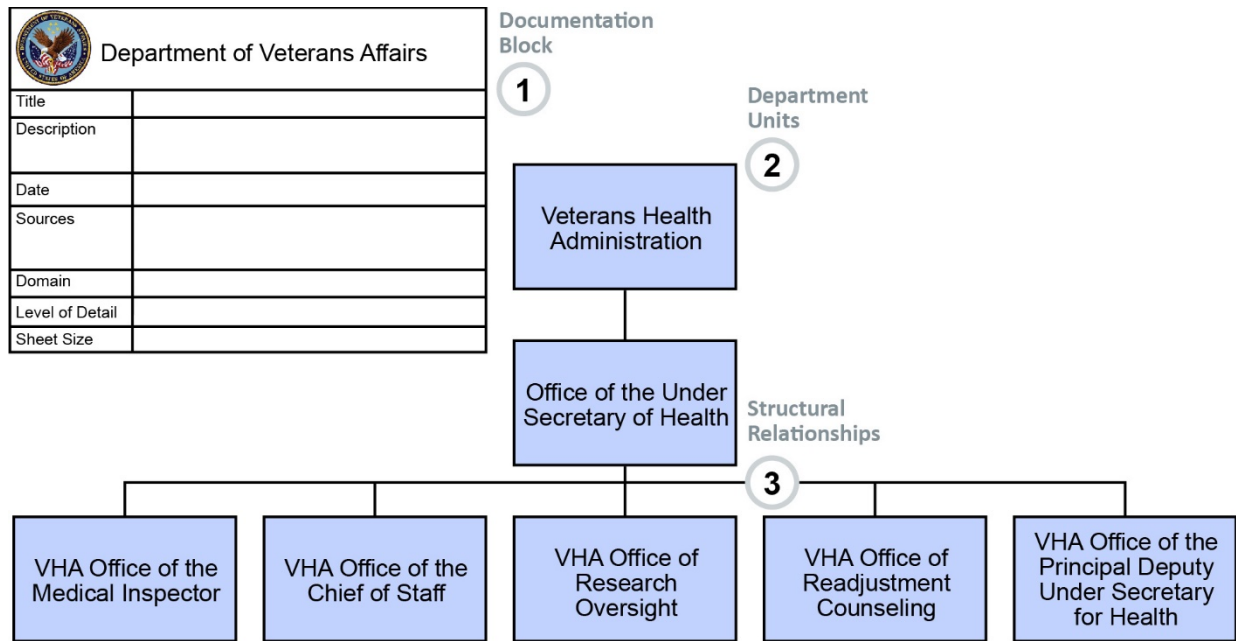 Department of Veterans Affairs
Title
Description
Date
Sources
Domain
Level of Detail
Sheet Size
Documentation
Block
1
Department
Units
2
Veterans Health
Administration
Office of the Under
Secretary of Health
Structural
Relationships
3
VHA Office of the
Medical Inspector
VHA Office of the
Chief of Staff
VHA Office of
Research
Oversight
VHA Office of
Readjustment
Counseling
VHA Office of the
Principal Deputy
Under Secretary
for Health